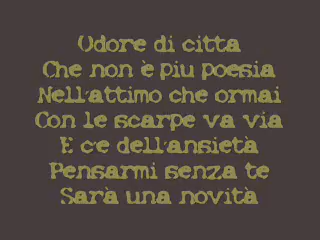 Odore di citta
Che non è piu poesia
Nell'attimo che ormai
Con le scarpe va via
E c'e dell'ansietà
Pensarmi senza te
Sarà una novità